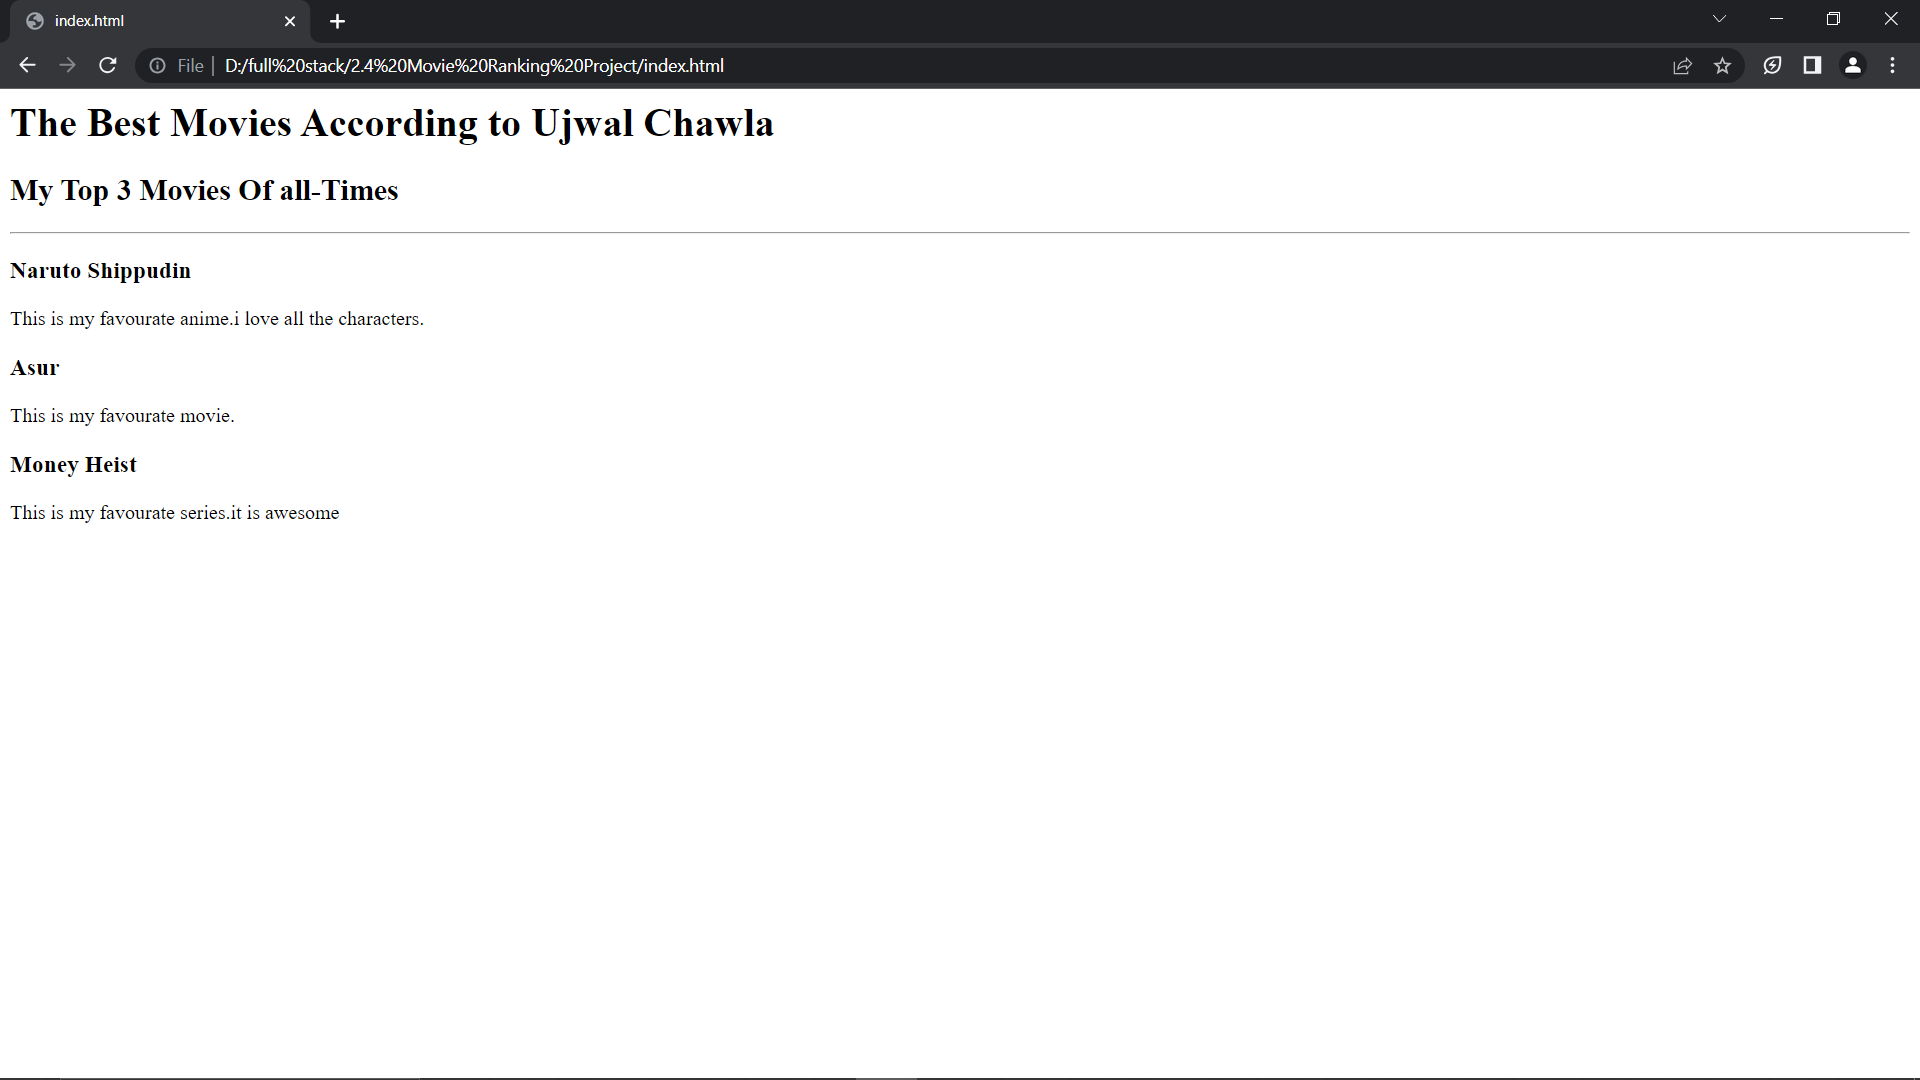 index.html
File | D:/full%20stack/2.4%20Movie%20Ranking%20Project/index.html
The Best Movies According to Ujwal Chawla
My Top 3 Movies Of all-Times
Naruto Shippudin
This is my favourate anime.i love all the characters.
Asur
This is my favourate movie.
Money Heist
This is my favourate series.it is awesome